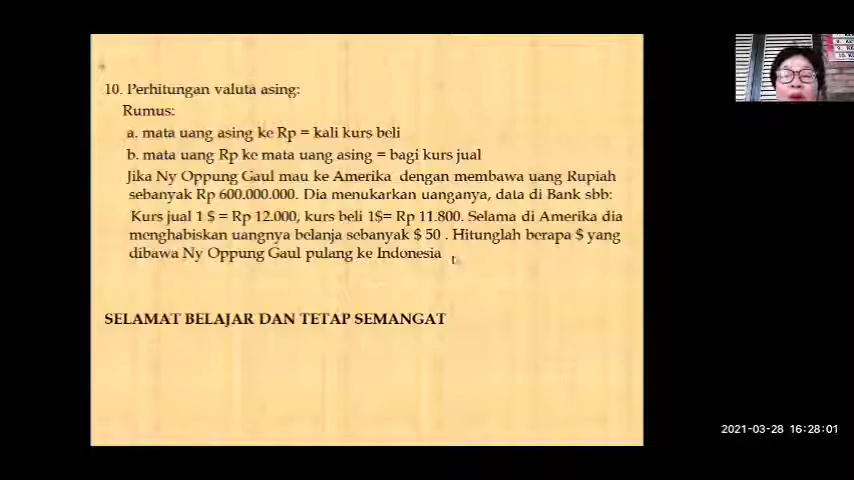 10. Perhitungan valuta asing:
Rumus:
a. mata uang asing ke Rp = kali kurs beli
b. mata uang Rp ke mata uang asing = bagi kurs jual
Jika Ny Oppung Gaul mau ke Amerika dengan membawa uang Rupiah
sebanyak Rp 600.000.000. Dia menukarkan uanganya, data di Bank sbb:
Kurs jual 1 $ = Rp 12.000, kurs beli 1$= Rp 11.800. Selama di Amerika dia
menghabiskan uangnya belanja sebanyak $ 50 . Hitunglah berapa $ yang
dibawa Ny Oppung Gaul pulang ke Indonesia
SELAMAT BELAJAR DAN TETAP SEMANGAT
2021-03-28 16:28:01